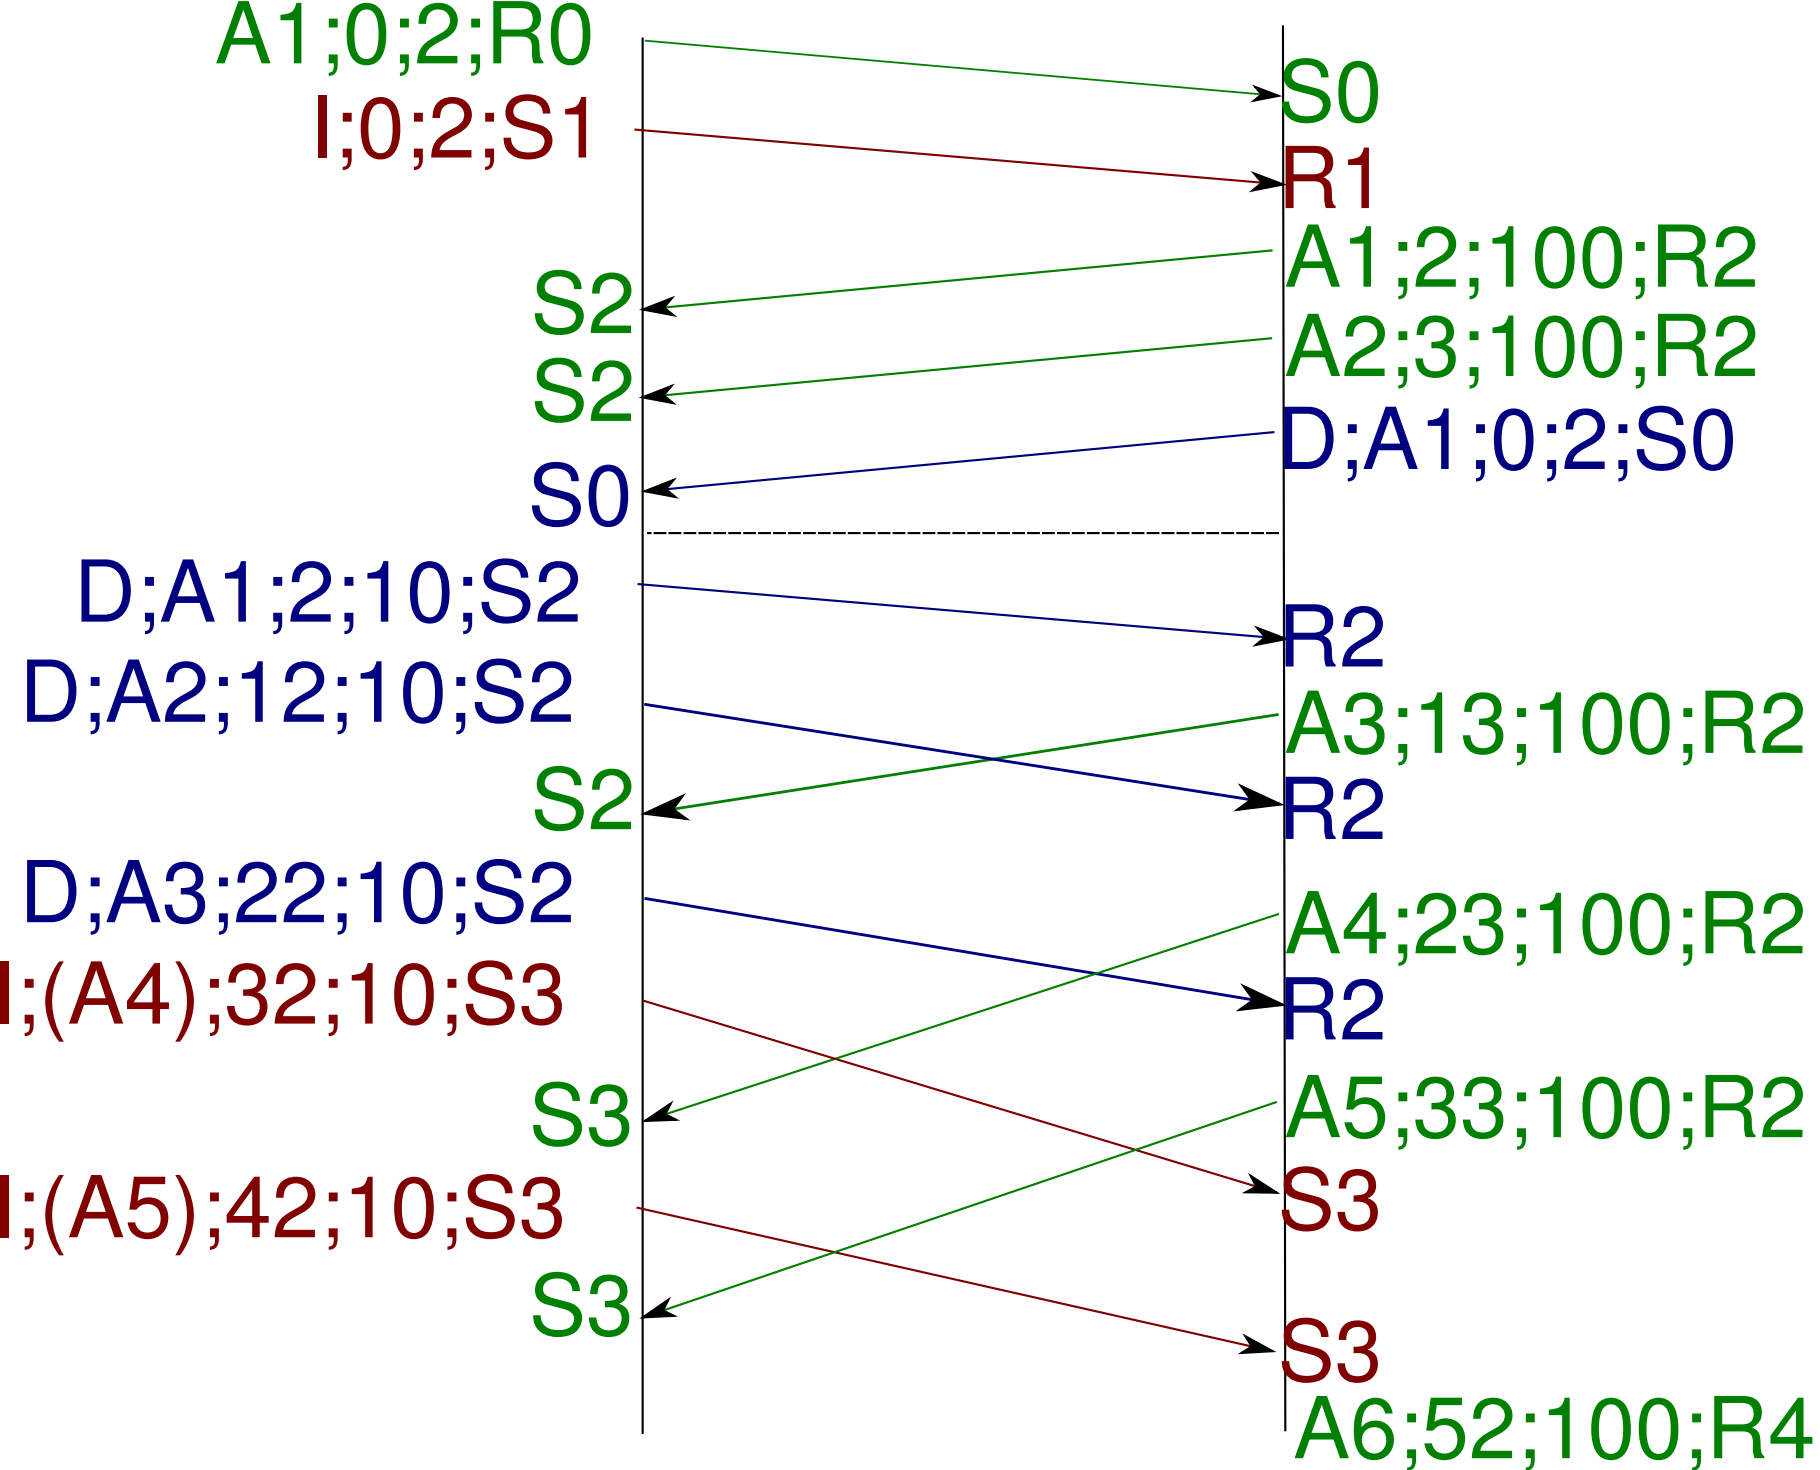 A1;0;2;R0
S0
I;0;2;S1
R1
A1;2;100;R2
S2
A2;3;100;R2
S2
D;A1;0;2;S0
S0
D;A1;2;10;S2
R2
D;A2;12;10;S2
A3;13;100;R2
S2
R2
D;A3;22;10;S2
A4;23;100;R2
I;(A4);32;10;S3
R2
S3
A5;33;100;R2
S3
I;(A5);42;10;S3
S3
S3
A6;52;100;R4